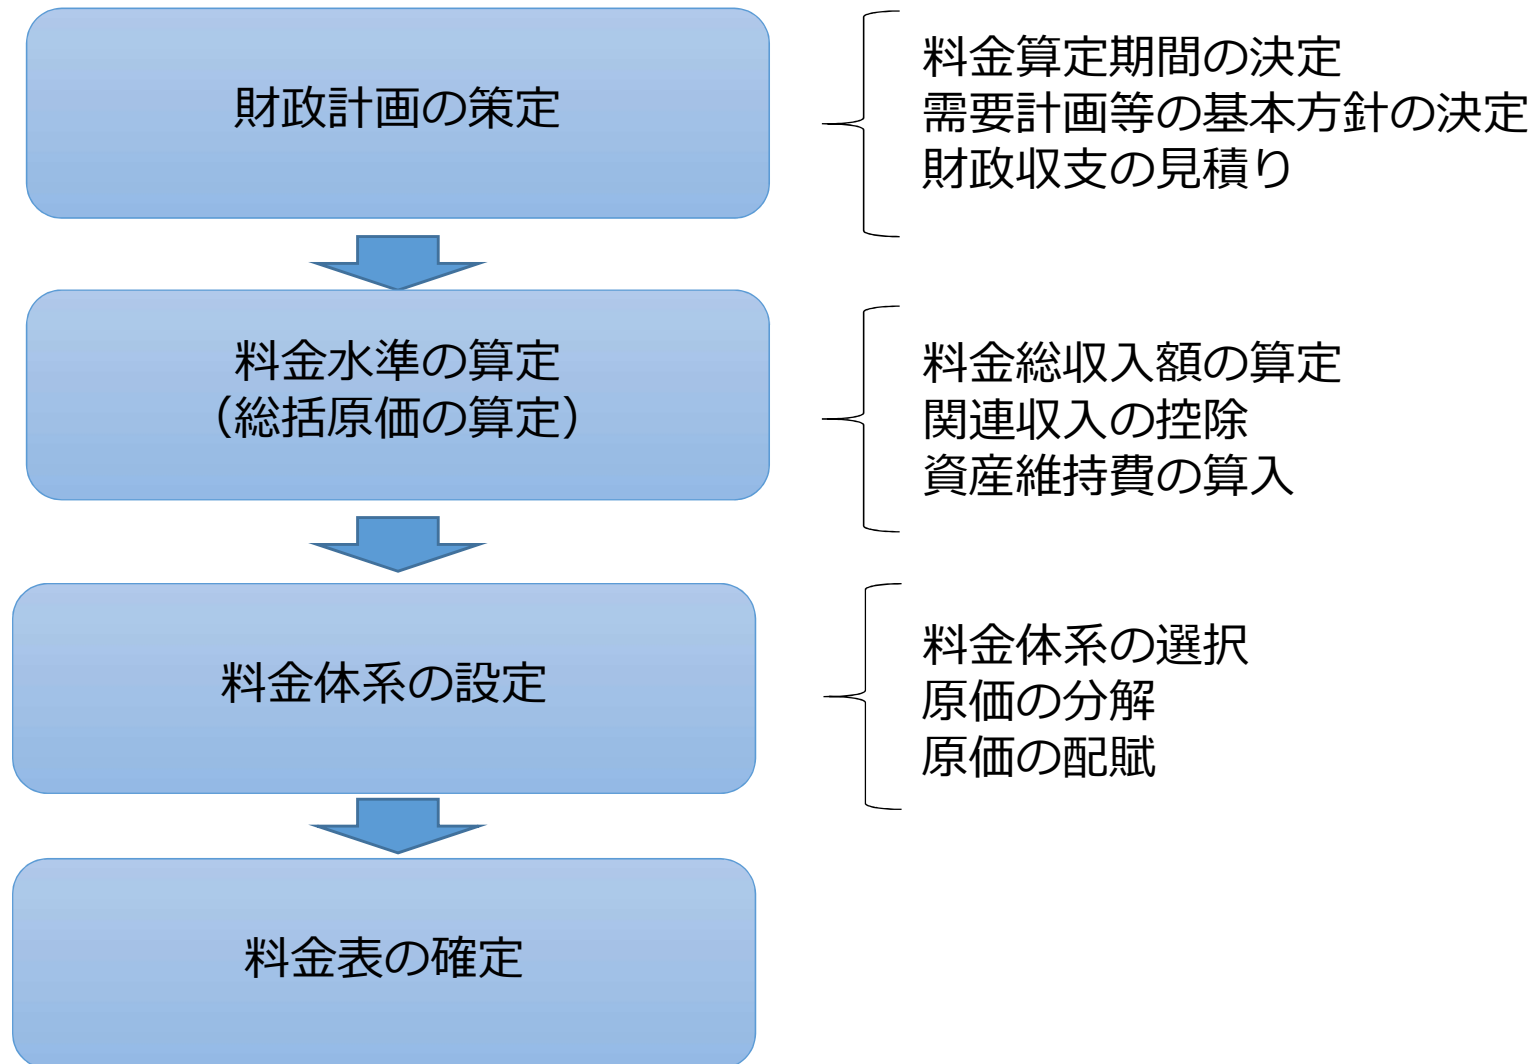 財政計画の策定
料金算定期間の決定
需要計画等の基本方針の決定
財政収支の見積り
料金水準の算定
（総括原価の算定）
料金総収入額の算定
関連収入の控除
資産維持費の算入
料金体系の設定
料金体系の選択
原価の分解
原価の配賦
料金表の確定